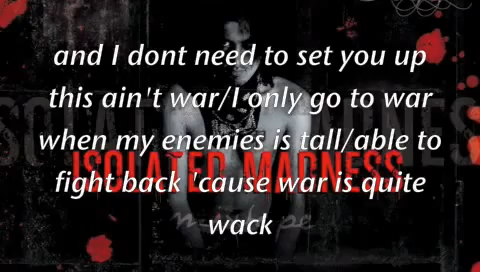 and I dont need to set you up
this ain't war/I only go to war
when my enemies is tall/able to
fight back 'cause war is quite
wack
ISOLATED MADNESS